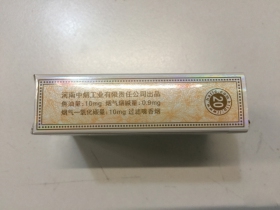 河南中烟工业有限责任公司出品
焦油量:10mg 烟气烟碱量:0.8mg
烟气一氧化碳量:10mg 过滤嘴香烟
20